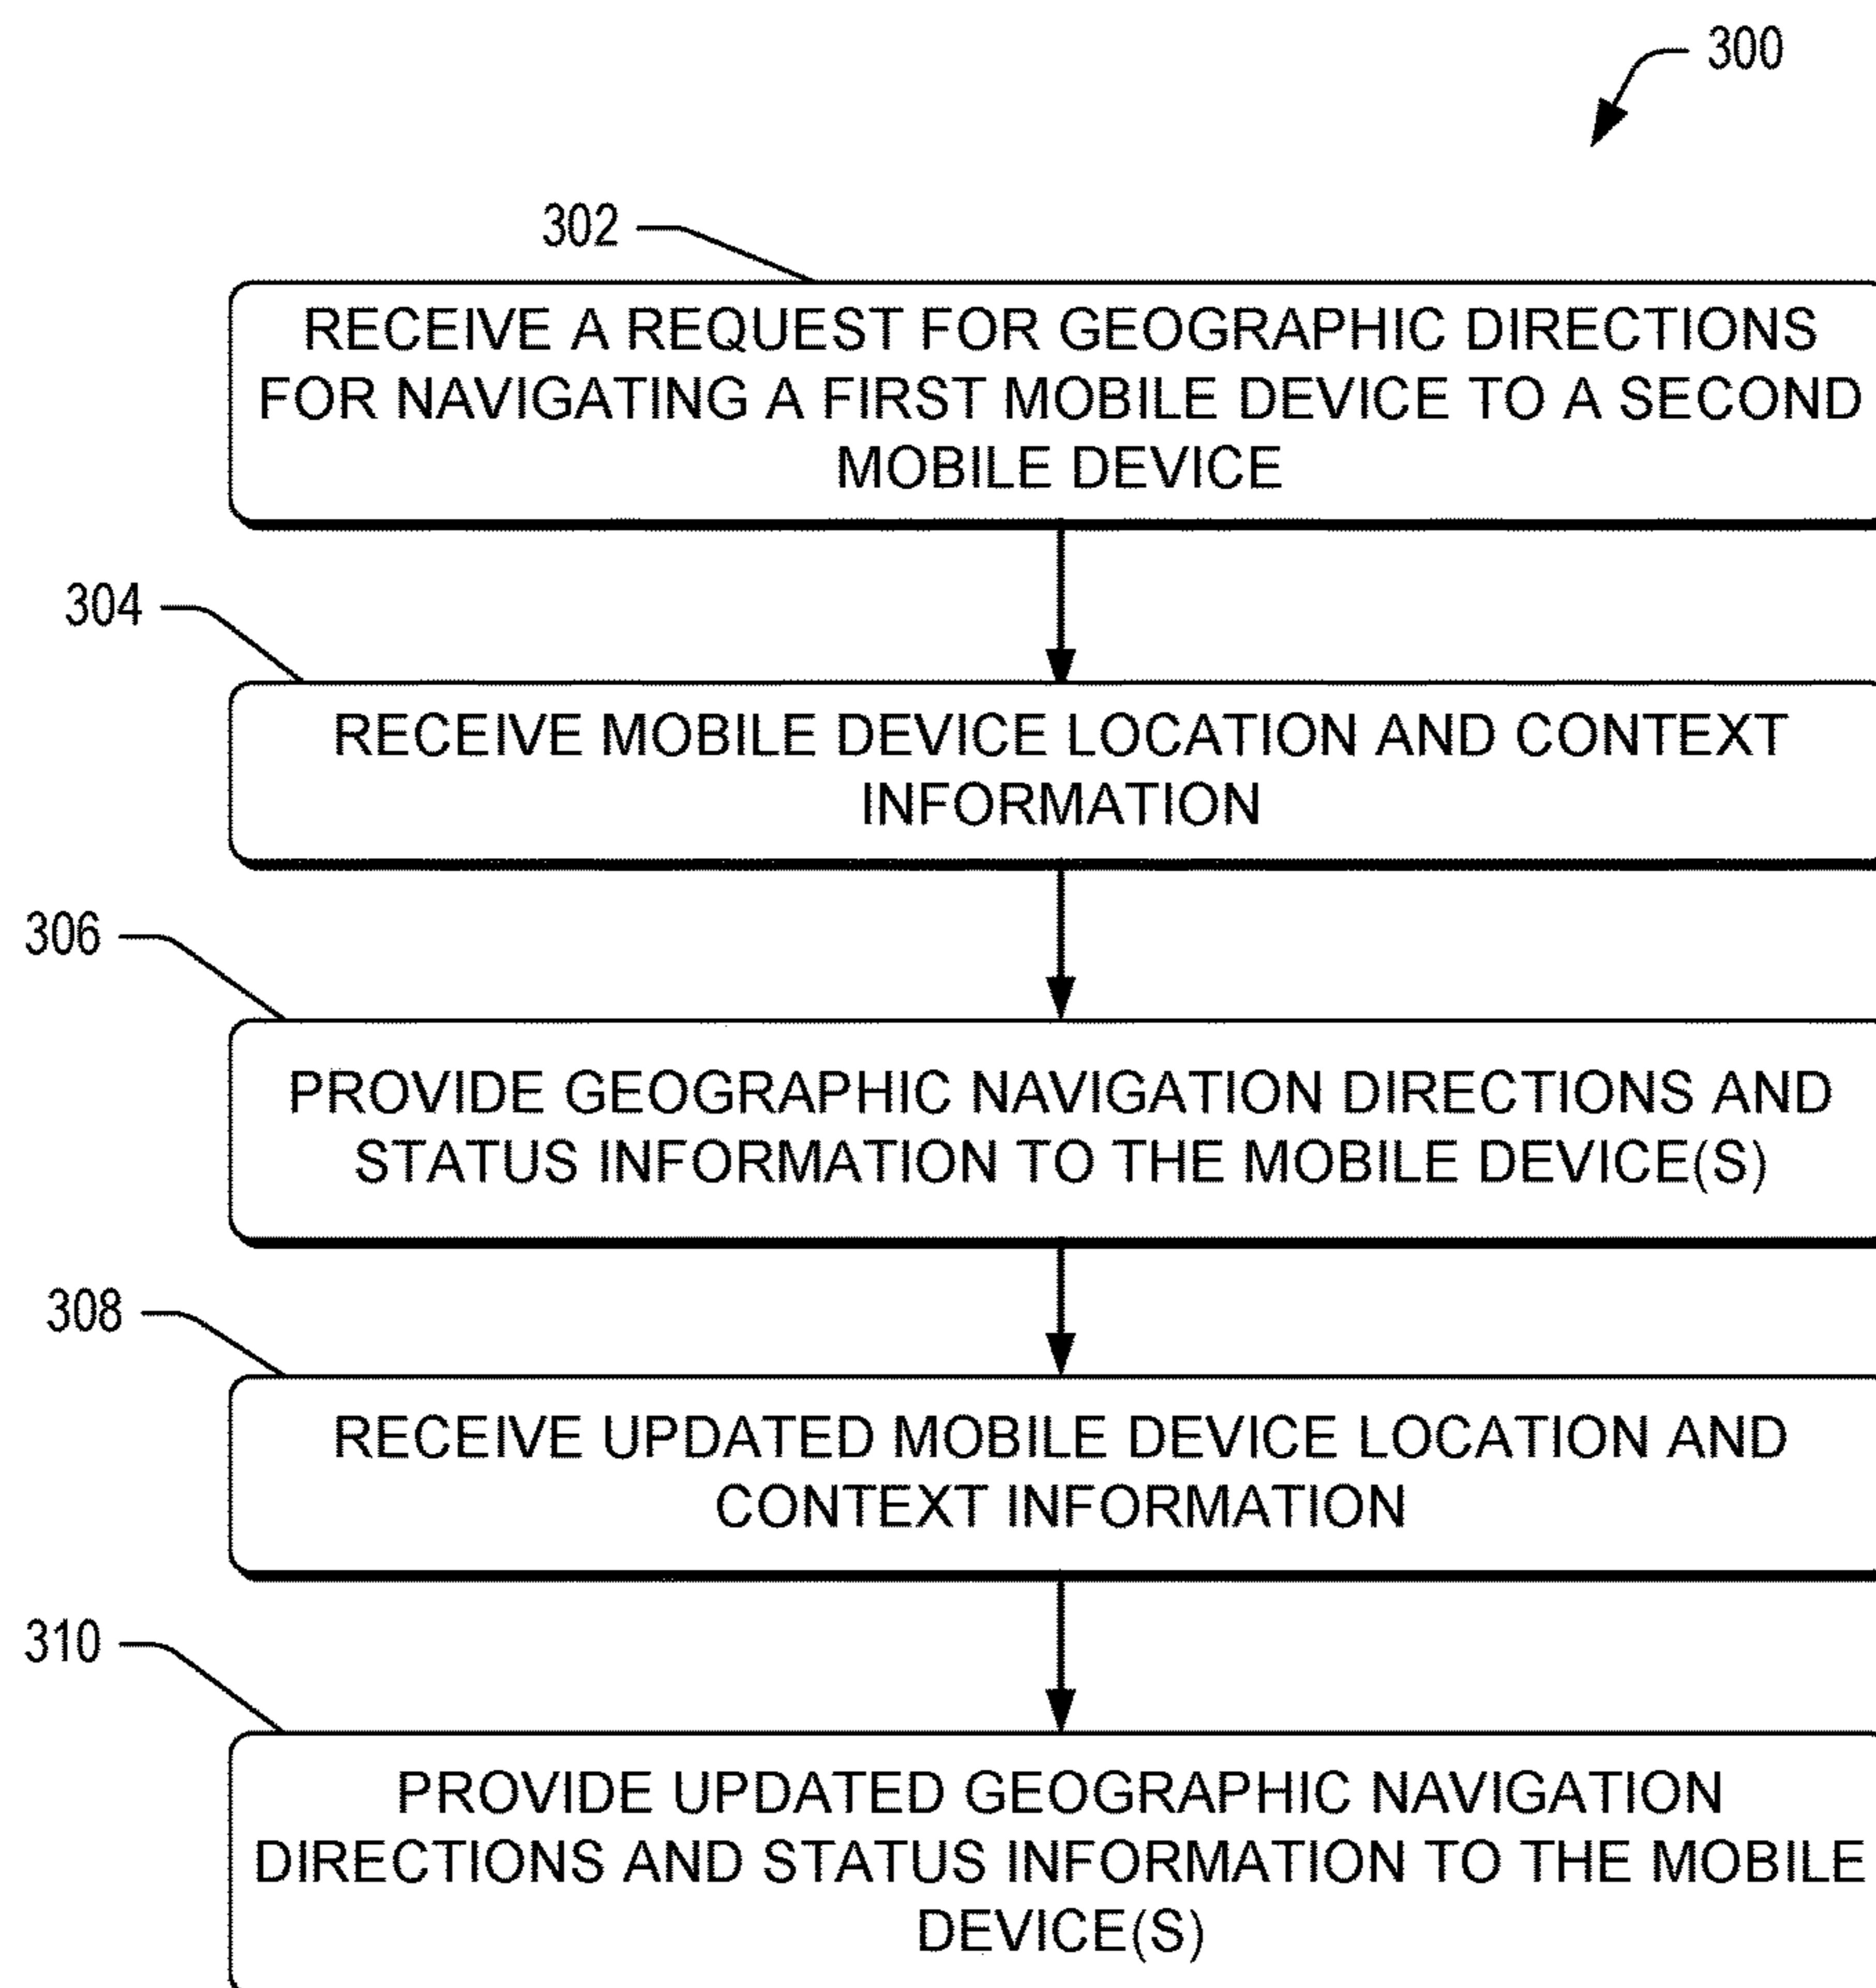 300
302
RECEIVE A REQUEST FOR GEOGRAPHIC DIRECTIONS
FOR NAVIGATING A FIRST MOBILE DEVICE TO A SECOND
MOBILE DEVICE
304
RECEIVE MOBILE DEVICE LOCATION AND CONTEXT
INFORMATION
306
PROVIDE GEOGRAPHIC NAVIGATION DIRECTIONS AND
STATUS INFORMATION TO THE MOBILE DEVICE(S)
308
RECEIVE UPDATED MOBILE DEVICE LOCATION AND
CONTEXT INFORMATION
310
PROVIDE UPDATED GEOGRAPHIC NAVIGATION
DIRECTIONS AND STATUS INFORMATION TO THE MOBILE
DEVICE(S)